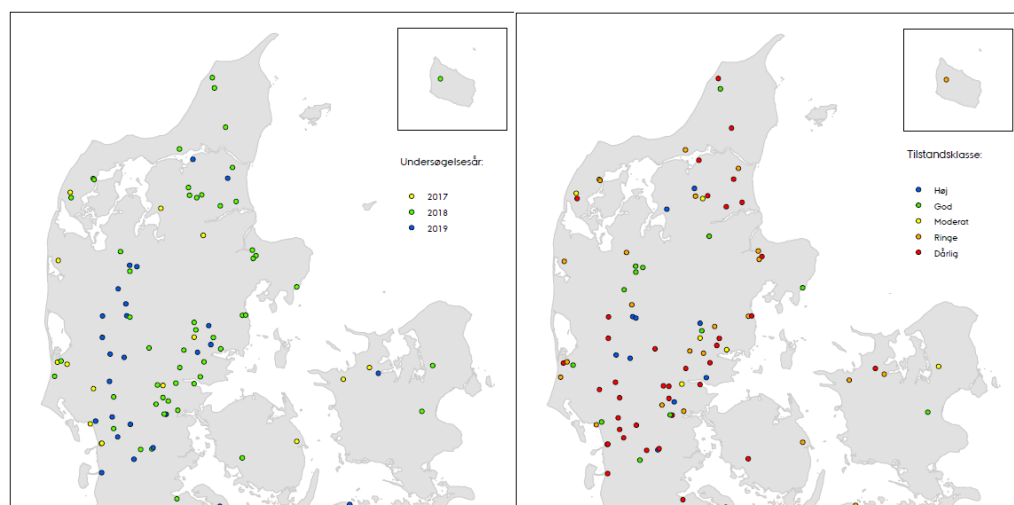 Undersøgelsesår:
2017
2018
2019
Tilstandsklasse:
Høj
God
Moderat
Ringe
Dårlig